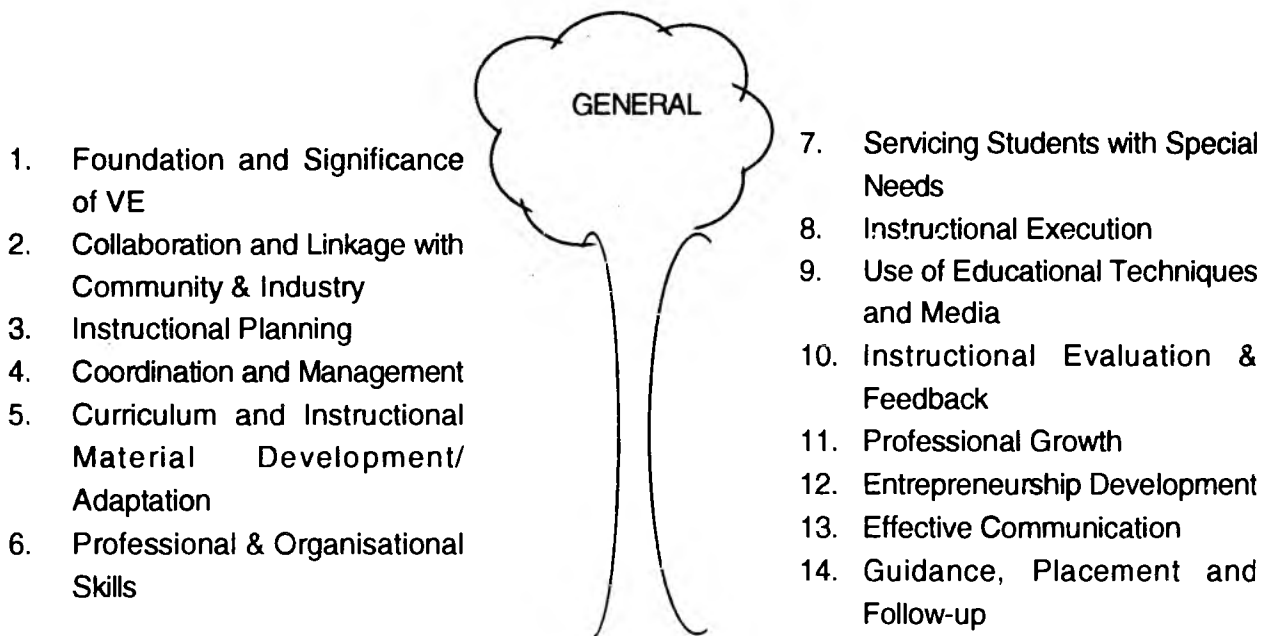 GENERAL
1. Foundation and Significance
of VE
2. Collaboration and Linkage with
Community & Industry
3. Instructional Planning
4. Coordination and Management
5. Curriculum and Instructional
Material Development/
Adaptation
6. Professional & Organisational
Skills
7. Servicing Students with Special
Needs
8. Instructional Execution
9. Use of Educational Techniques
and Media
10. Instructional Evaluation &
Feedback
11. Professional Growth
12. Entrepreneurship Development
13. Effective Communication
14. Guidance, Placement and
Follow-up